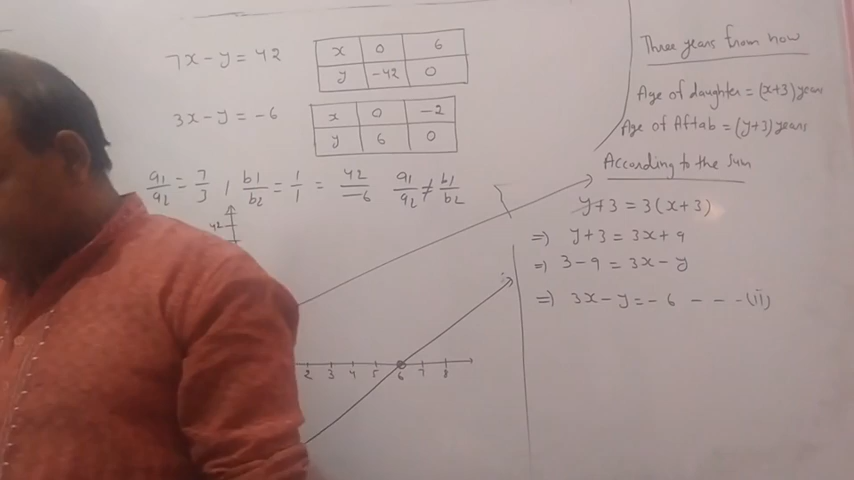 7x - y = 42
x 0 6
y -42 0
3x - y = -6
x 0 -2
y 6 0
a1/a2 = 7/3 , b1/b2 = 1/1 = 42/-6 a1/a2 ≠ b1/b2
42
2 3 4 5 6 7 8
Three years from now
Age of daughter = (x+3) years
Age of Aftab = (y+3) years
According to the sum
y+3 = 3(x+3)
=) y+3 = 3x+9
=) 3-9 = 3x-y
=) 3x-y = -6 - - - (ii)